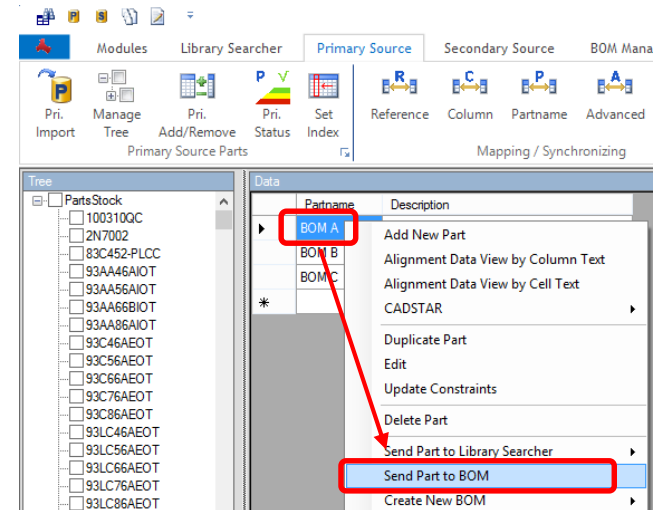 Modules Library Searcher Primary Source Secondary Source BOM Mana
Pri. Import Manage Tree Pri. Add/Remove Pri. Status Set Index Reference Column Partname Advanced
Primary Source Parts Mapping / Synchronizing
Tree Data
PartsStock
100310QC
2N7002
83C452-PLCC
93AA46AIOT
93AA56AIOT
93AA66BIOT
93AA86AIOT
93C46AEOT
93C56AEOT
93C66AEOT
93C76AEOT
93C86AEOT
93LC46AEOT
93LC56AEOT
93LC66AEOT
93LC76AEOT
93LC86AEOT
Partname Description
BOM A
BOM B
BOM C
Add New Part
Alignment Data View by Column Text
Alignment Data View by Cell Text
CADSTAR
Duplicate Part
Edit
Update Constraints
Delete Part
Send Part to Library Searcher
Send Part to BOM
Create New BOM